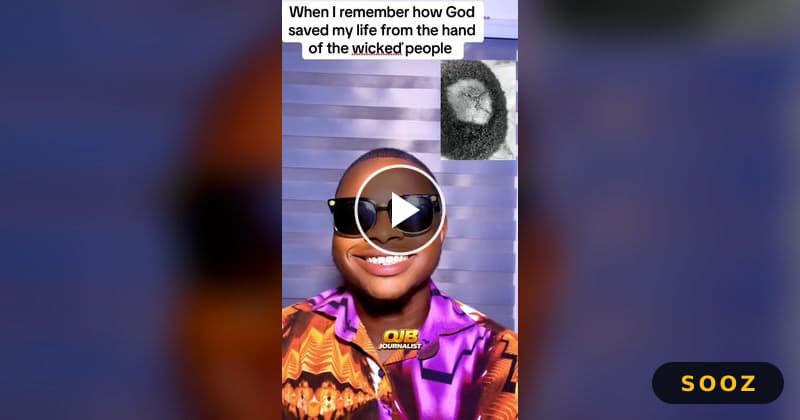 When I remember how God
saved my life from the hand
of the wicked people
OJB
JOURNALIST
SOOZ